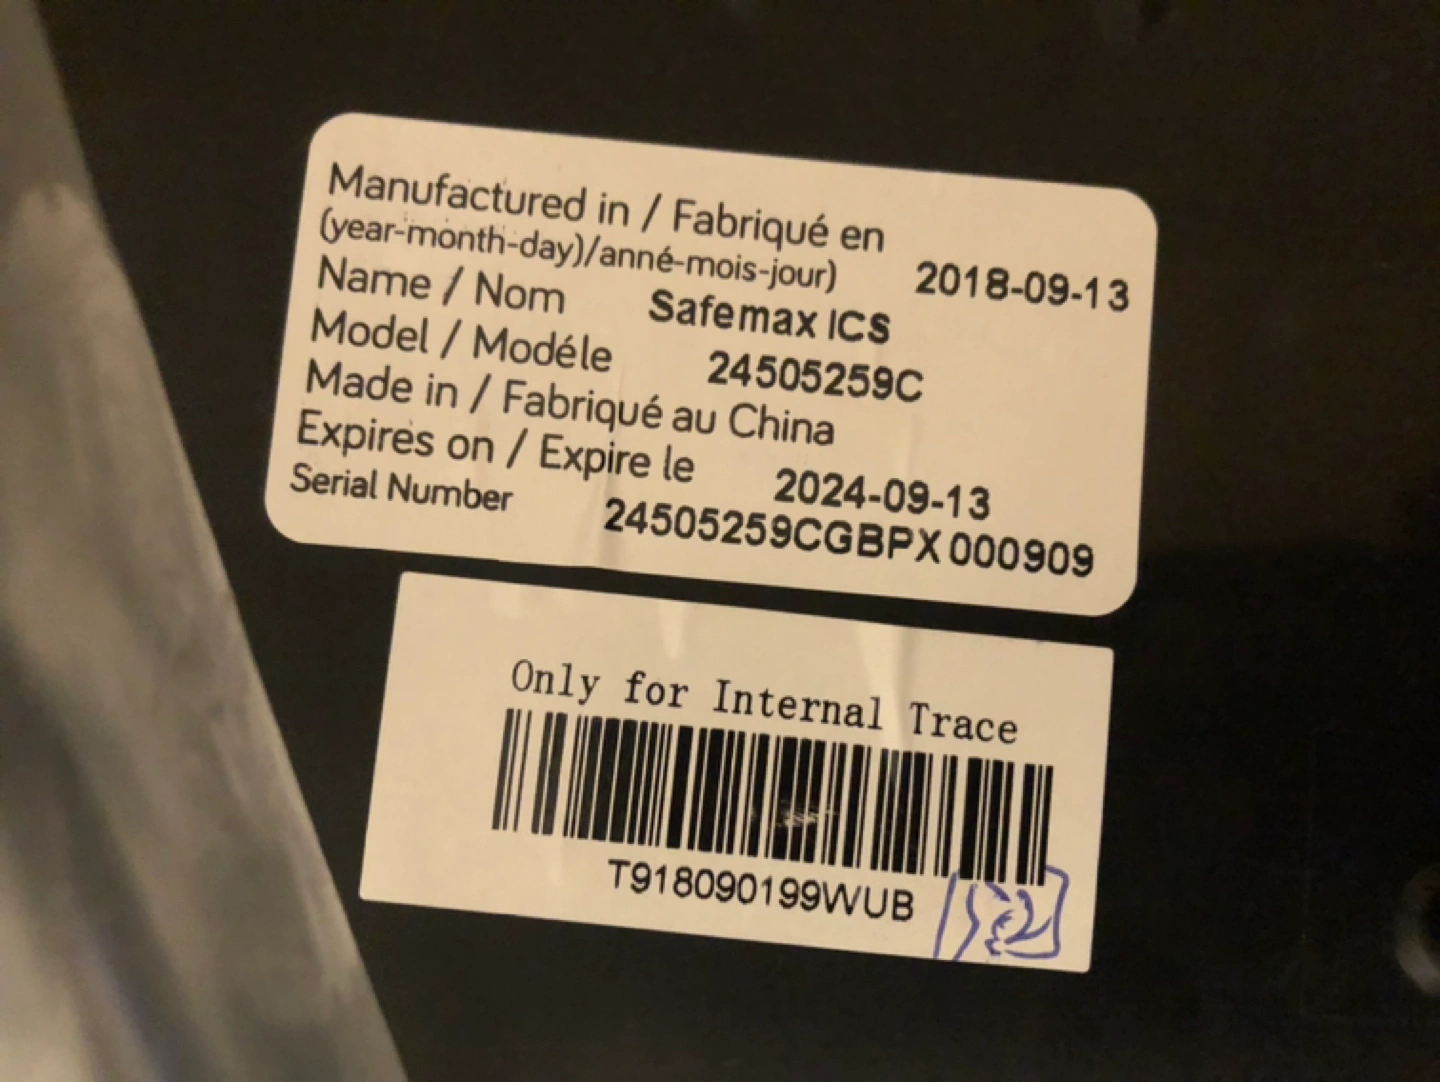 Manufactured in / Fabriqué en
(year-month-day)/anné-mois-jour) 2018-09-13
Name / Nom Safemax ICS
Model / Modéle 24505259C
Made in / Fabriqué au China
Expires on / Expire le 2024-09-13
Serial Number 24505259CGBPX000909
Only for Internal Trace
T918090199WUB